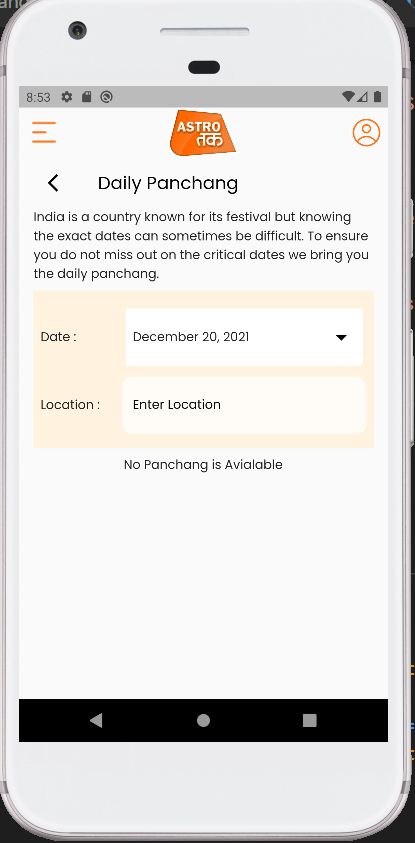 8:53
ASTRO
तक
Daily Panchang
India is a country known for its festival but knowing
the exact dates can sometimes be difficult. To ensure
you do not miss out on the critical dates we bring you
the daily panchang.
Date :
December 20, 2021
Location :
Enter Location
No Panchang is Avialable